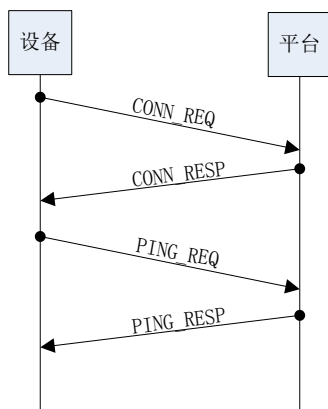 设备
平台
CONN_REQ
CONN_RESP
PING_REQ
PING_RESP